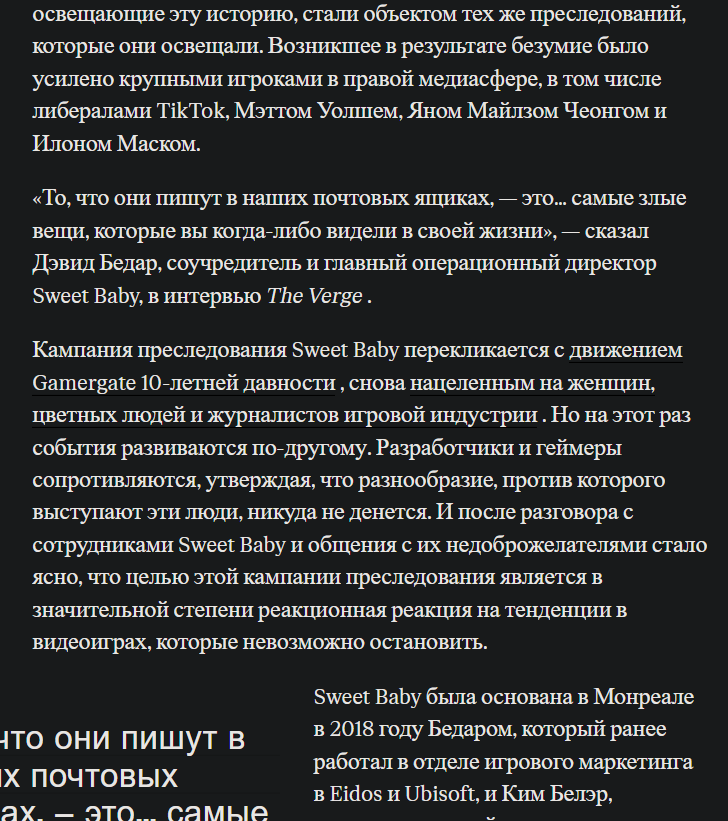 освещающие эту историю, стали объектом тех же преследований,
которые они освещали. Возникшее в результате безумие было
усилено крупными игроками в правой медиасфере, в том числе
либералами TikTok, Мэттом Уолшем, Яном Майлзом Чеонгом и
Илоном Маском.
«То, что они пишут в наших почтовых ящиках, — это... самые злые
вещи, которые вы когда-либо видели в своей жизни», — сказал
Дэвид Бедар, соучредитель и главный операционный директор
Sweet Baby, в интервью The Verge .
Кампания преследования Sweet Baby перекликается с движением
Gamergate 10-летней давности , снова нацеленным на женщин,
цветных людей и журналистов игровой индустрии . Но на этот раз
события развиваются по-другому. Разработчики и геймеры
сопротивляются, утверждая, что разнообразие, против которого
выступают эти люди, никуда не денется. И после разговора с
сотрудниками Sweet Baby и общения с их недоброжелателями стало
ясно, что целью этой кампании преследования является в
значительной степени реакционная реакция на тенденции в
видеоиграх, которые невозможно остановить.
что они пишут в
их почтовых
ах, — это... самые
Sweet Baby была основана в Монреале
в 2018 году Бедаром, который ранее
работал в отделе игрового маркетинга
в Eidos и Ubisoft, и Ким Белэр,